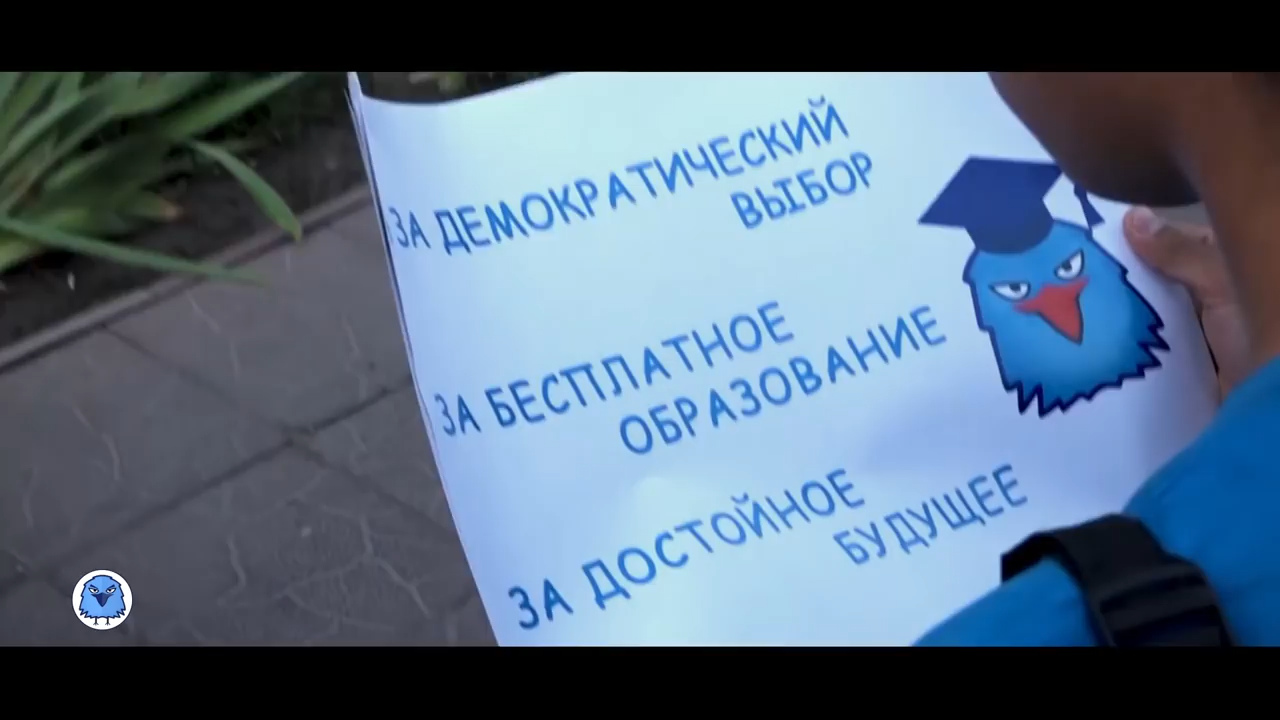 ЗА ДЕМОКРАТИЧЕСКИЙ
ВЫБОР
ЗА БЕСПЛАТНОЕ
ОБРАЗОВАНИЕ
ЗА ДОСТОЙНОЕ
БУДУЩЕЕ